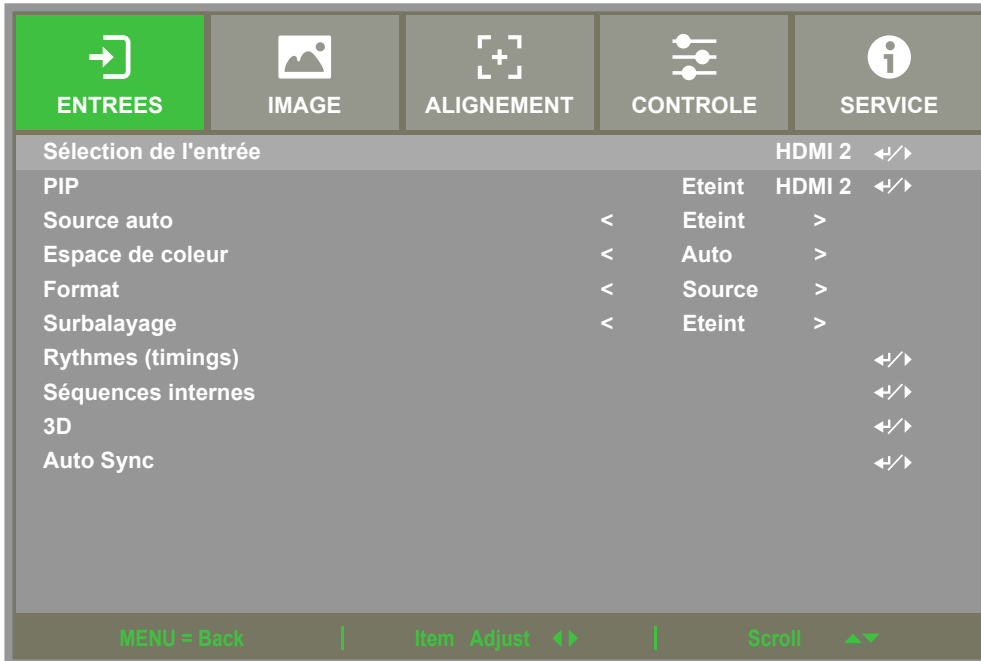 ENTREES IMAGE ALIGNEMENT CONTROLE SERVICE
Sélection de l'entrée HDMI 2
PIP Eteint HDMI 2
Source auto < Eteint >
Espace de coleur < Auto >
Format < Source >
Surbalayage < Eteint >
Rythmes (timings)
Séquences internes
3D
Auto Sync
MENU = Back | Item Adjust | Scroll